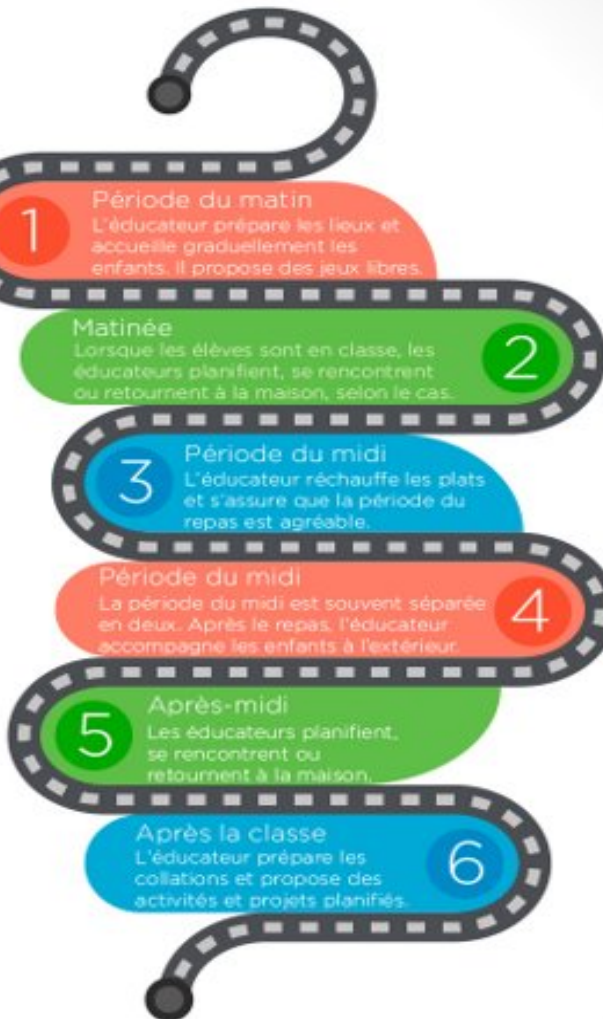 1
Période du matin
L'éducateur prépare les lieux et
accueille graduellement les
enfants. Il propose des jeux libres.
Matinée
Lorsque les élèves sont en classe, les
éducateurs planifient, se rencontrent
ou retournent à la maison, selon le cas.
2
3
Période du midi
L'éducateur réchauffe les plats
et s'assure que la période du
repas est agréable.
Période du midi
La période du midi est souvent séparée
en deux. Après le repas, l'éducateur
accompagne les enfants à l'extérieur.
4
5
Après-midi
Les éducateurs planifient,
se rencontrent ou
retournent à la maison.
Après la classe
L'éducateur prépare les
collations et propose des
activités et projets planifiés.
6